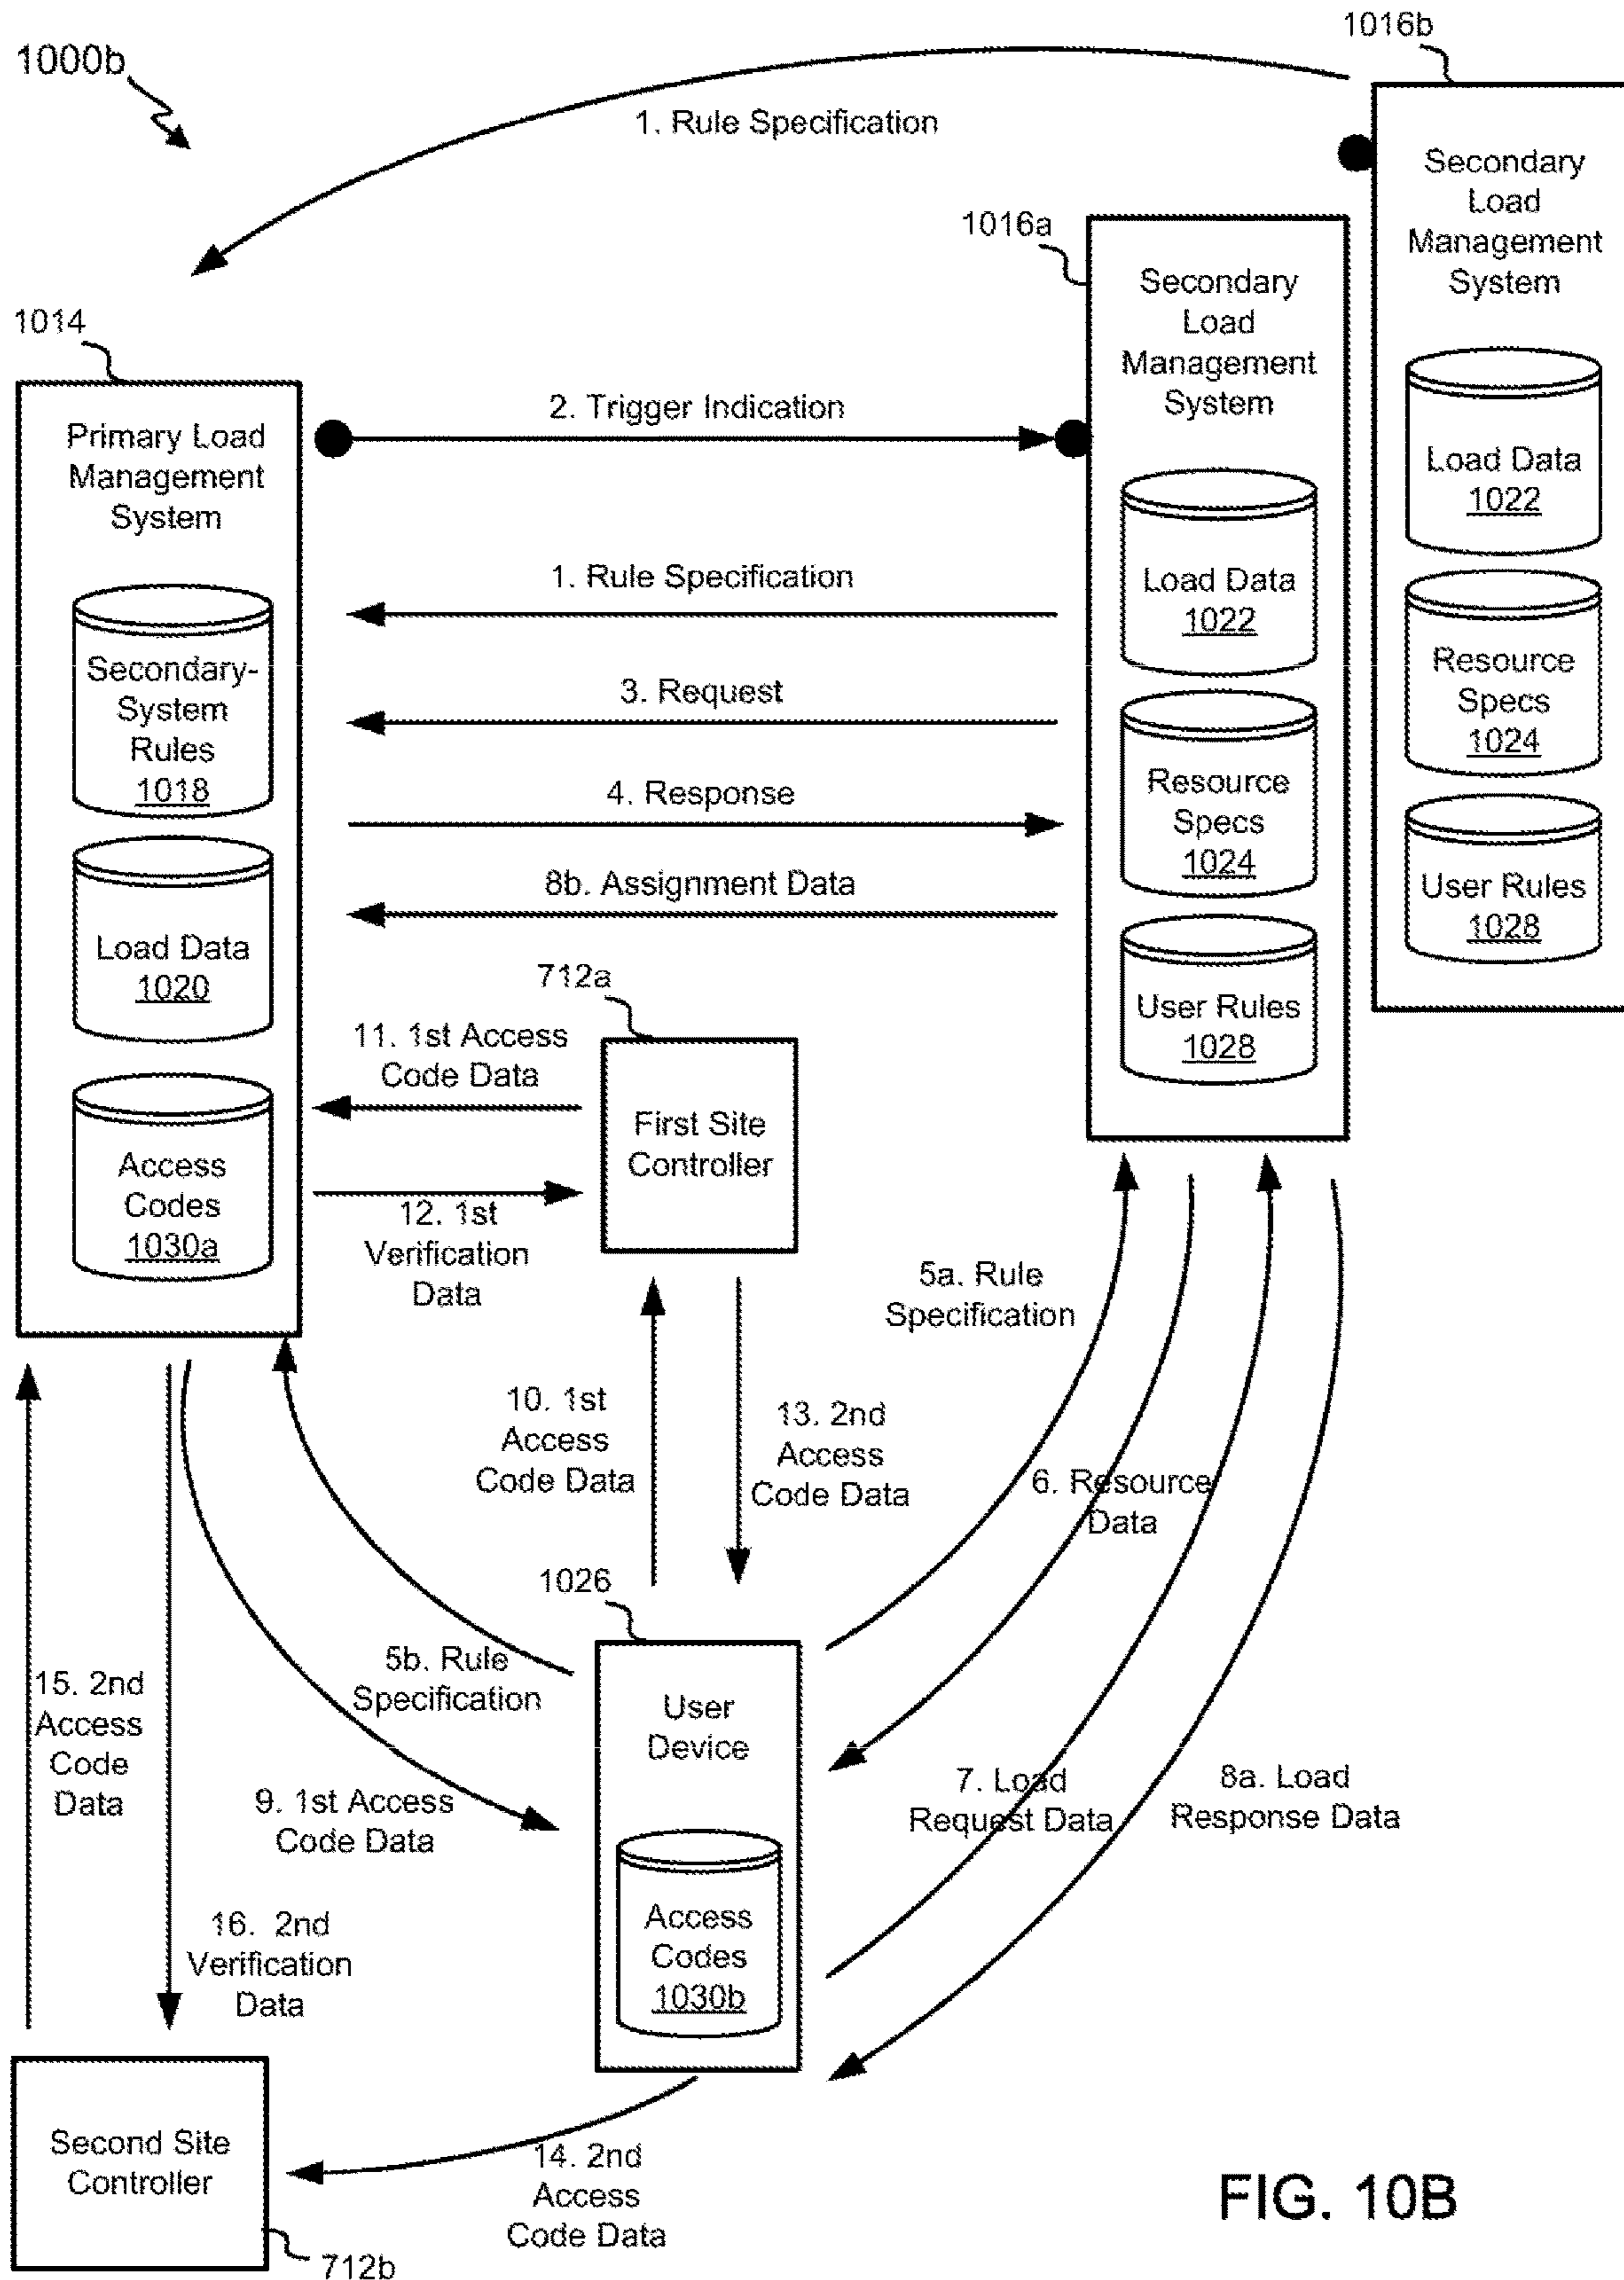 1000b
1016b
1. Rule Specification
Secondary
Load
Management
System
Load Data
1022
Resource
Specs
1024
User Rules
1028
1016a
Secondary
Load
Management
System
Load Data
1022
Resource
Specs
1024
User Rules
1028
1014
Primary Load
Management
System
Secondary-
System
Rules
1018
Load Data
1020
Access
Codes
1030a
2. Trigger Indication
1. Rule Specification
3. Request
4. Response
8b. Assignment Data
712a
First Site
Controller
11. 1st Access
Code Data
12. 1st
Verification
Data
10. 1st
Access
Code Data
13. 2nd
Access
Code Data
5a. Rule
Specification
6. Resource
Data
7. Load
Request Data
8a. Load
Response Data
1026
User
Device
Access
Codes
1030b
5b. Rule
Specification
9. 1st Access
Code Data
15. 2nd
Access
Code
Data
16. 2nd
Verification
Data
Second Site
Controller
712b
14. 2nd
Access
Code Data
FIG. 10B